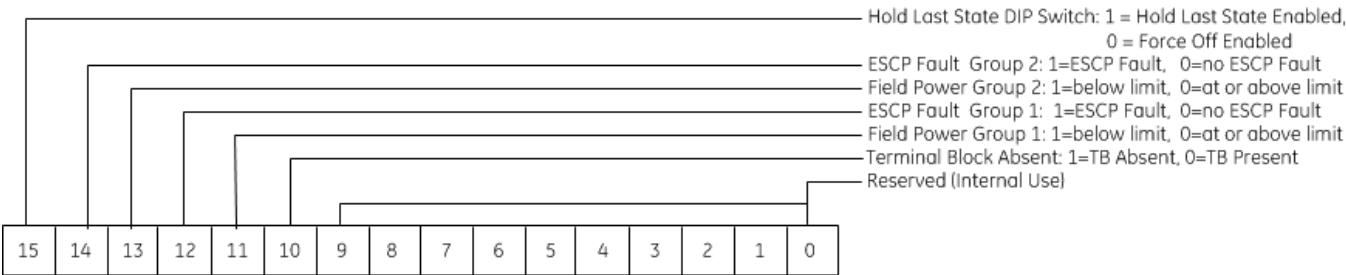 Hold Last State DIP Switch: 1 = Hold Last State Enabled,
0 = Force Off Enabled
ESCP Fault Group 2: 1=ESCP Fault, 0=no ESCP Fault
Field Power Group 2: 1=below limit, 0=at or above limit
ESCP Fault Group 1: 1=ESCP Fault, 0=no ESCP Fault
Field Power Group 1: 1=below limit, 0=at or above limit
Terminal Block Absent: 1=TB Absent, 0=TB Present
Reserved (Internal Use)
15 14 13 12 11 10 9 8 7 6 5 4 3 2 1 0